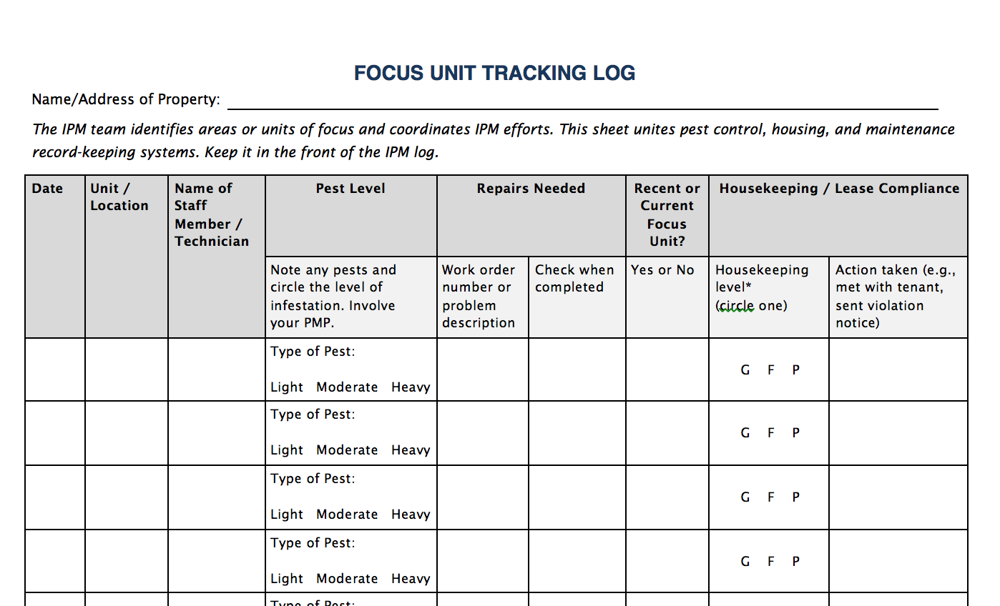 FOCUS UNIT TRACKING LOG
Name/Address of Property:
The IPM team identifies areas or units of focus and coordinates IPM efforts. This sheet unites pest control, housing, and maintenance
record-keeping systems. Keep it in the front of the IPM log.
Date
Unit /
Location
Name of
Staff
Member /
Technician
Pest Level
Repairs Needed
Recent or
Current
Focus
Unit?
Housekeeping / Lease Compliance
Note any pests and
circle the level of
infestation. Involve
your PMP.
Work order
number or
problem
description
Check when
completed
Yes or No
Housekeeping
level*
(circle one)
Action taken (e.g.,
met with tenant,
sent violation
notice)
Type of Pest:
Light Moderate Heavy
G F P
Type of Pest:
Light Moderate Heavy
G F P
Type of Pest:
Light Moderate Heavy
G F P
Type of Pest:
Light Moderate Heavy
G F P
Type of Pest: